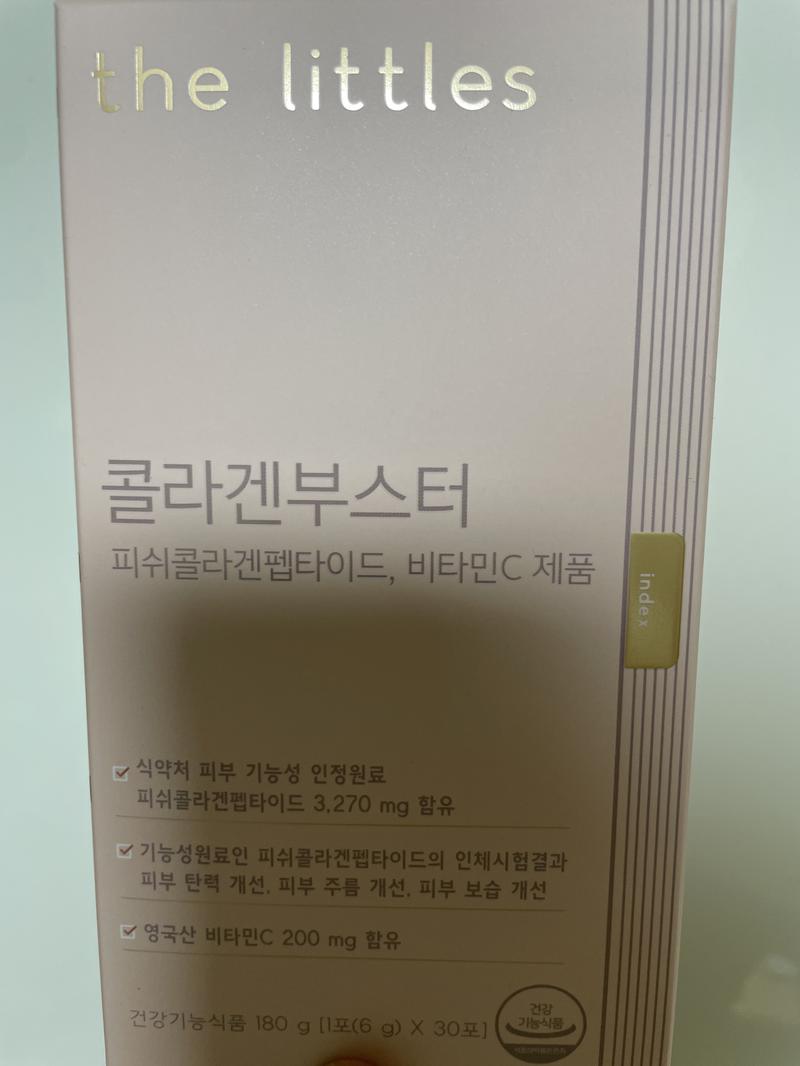 the littles
콜라겐부스터
피쉬콜라겐펩타이드, 비타민C 제품
index
식약처 피부 기능성 인정원료
피쉬콜라겐펩타이드 3,270 mg 함유
기능성원료인 피쉬콜라겐펩타이드의 인체시험결과
피부 탄력 개선, 피부 주름 개선, 피부 보습 개선
영국산 비타민C 200 mg 함유
건강기능식품 180 g [1포(6 g) X 30포]
건강
기능식품